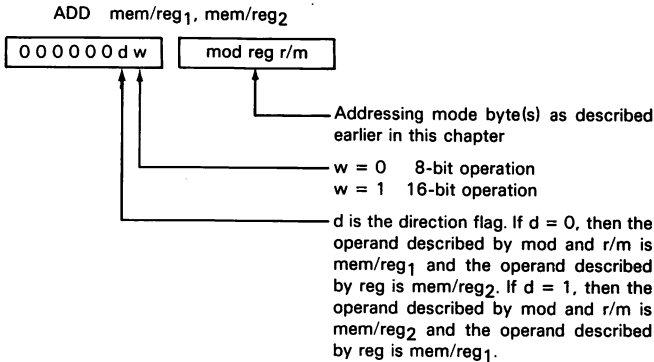 ADD mem/reg₁, mem/reg₂
0 0 0 0 0 0 d w
mod reg r/m
Addressing mode byte(s) as described
earlier in this chapter
w = 0 8-bit operation
w = 1 16-bit operation
d is the direction flag. If d = 0, then the
operand described by mod and r/m is
mem/reg₁ and the operand described
by reg is mem/reg₂. If d = 1, then the
operand described by mod and r/m is
mem/reg₂ and the operand described
by reg is mem/reg₁.